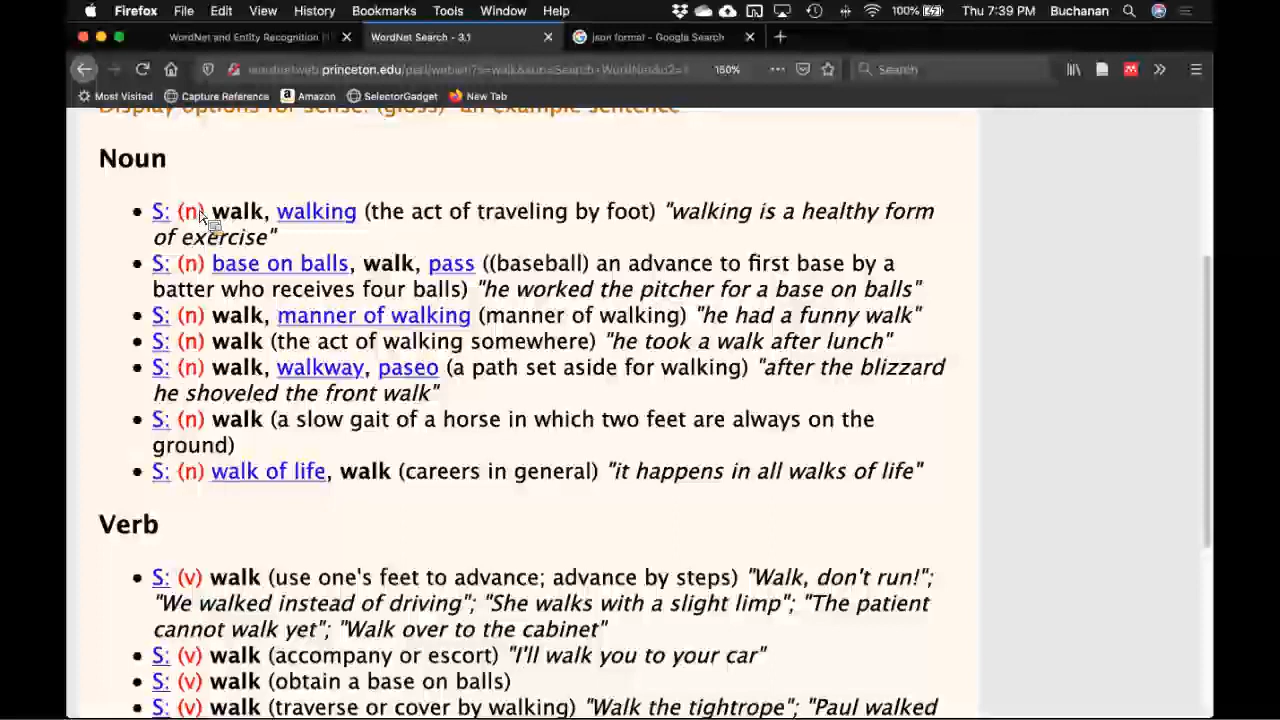 Firefox File Edit View History Bookmarks Tools Window Help 100% Thu 7:39 PM Buchanan
WordNet and Entity Recognition WordNet Search - 3.1 json format - Google Search
princeton.edu 150% Search
Most Visited Capture Reference Amazon SelectorGadget New Tab
Display options for sense: (gloss) "an example sentence"
Noun
• S: (n) walk, walking (the act of traveling by foot) "walking is a healthy form
of exercise"
• S: (n) base on balls, walk, pass ((baseball) an advance to first base by a
batter who receives four balls) "he worked the pitcher for a base on balls"
• S: (n) walk, manner of walking (manner of walking) "he had a funny walk"
• S: (n) walk (the act of walking somewhere) "he took a walk after lunch"
• S: (n) walk, walkway, paseo (a path set aside for walking) "after the blizzard
he shoveled the front walk"
• S: (n) walk (a slow gait of a horse in which two feet are always on the
ground)
• S: (n) walk of life, walk (careers in general) "it happens in all walks of life"
Verb
• S: (v) walk (use one's feet to advance; advance by steps) "Walk, don't run!";
"We walked instead of driving"; "She walks with a slight limp"; "The patient
cannot walk yet"; "Walk over to the cabinet"
• S: (v) walk (accompany or escort) "I'll walk you to your car"
• S: (v) walk (obtain a base on balls)
• S: (v) walk (traverse or cover by walking) "Walk the tightrope"; "Paul walked